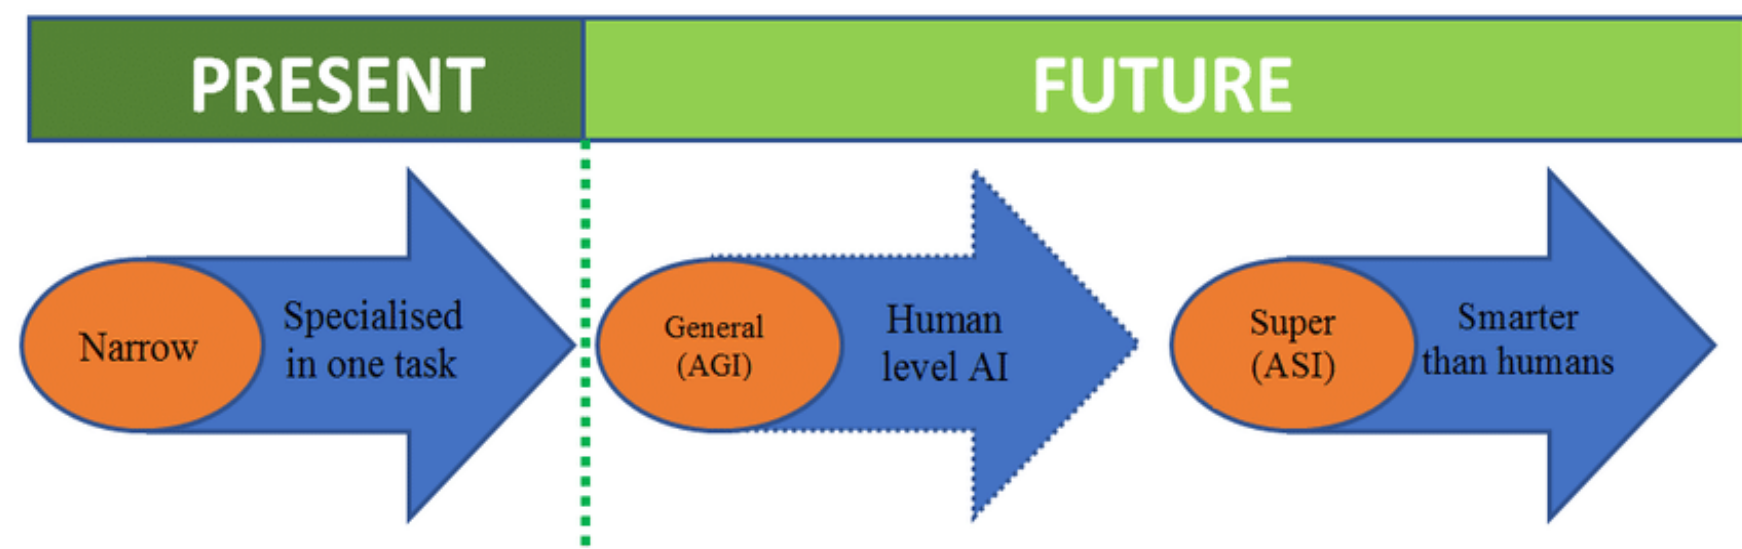 PRESENT
FUTURE
Narrow
Specialised
in one task
General
(AGI)
Human
level AI
Super
(ASI)
Smarter
than humans